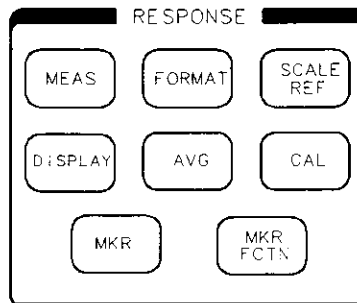 RESPONSE
MEAS FORMAT SCALE REF
DISPLAY AVG CAL
MKR MKR FCTN